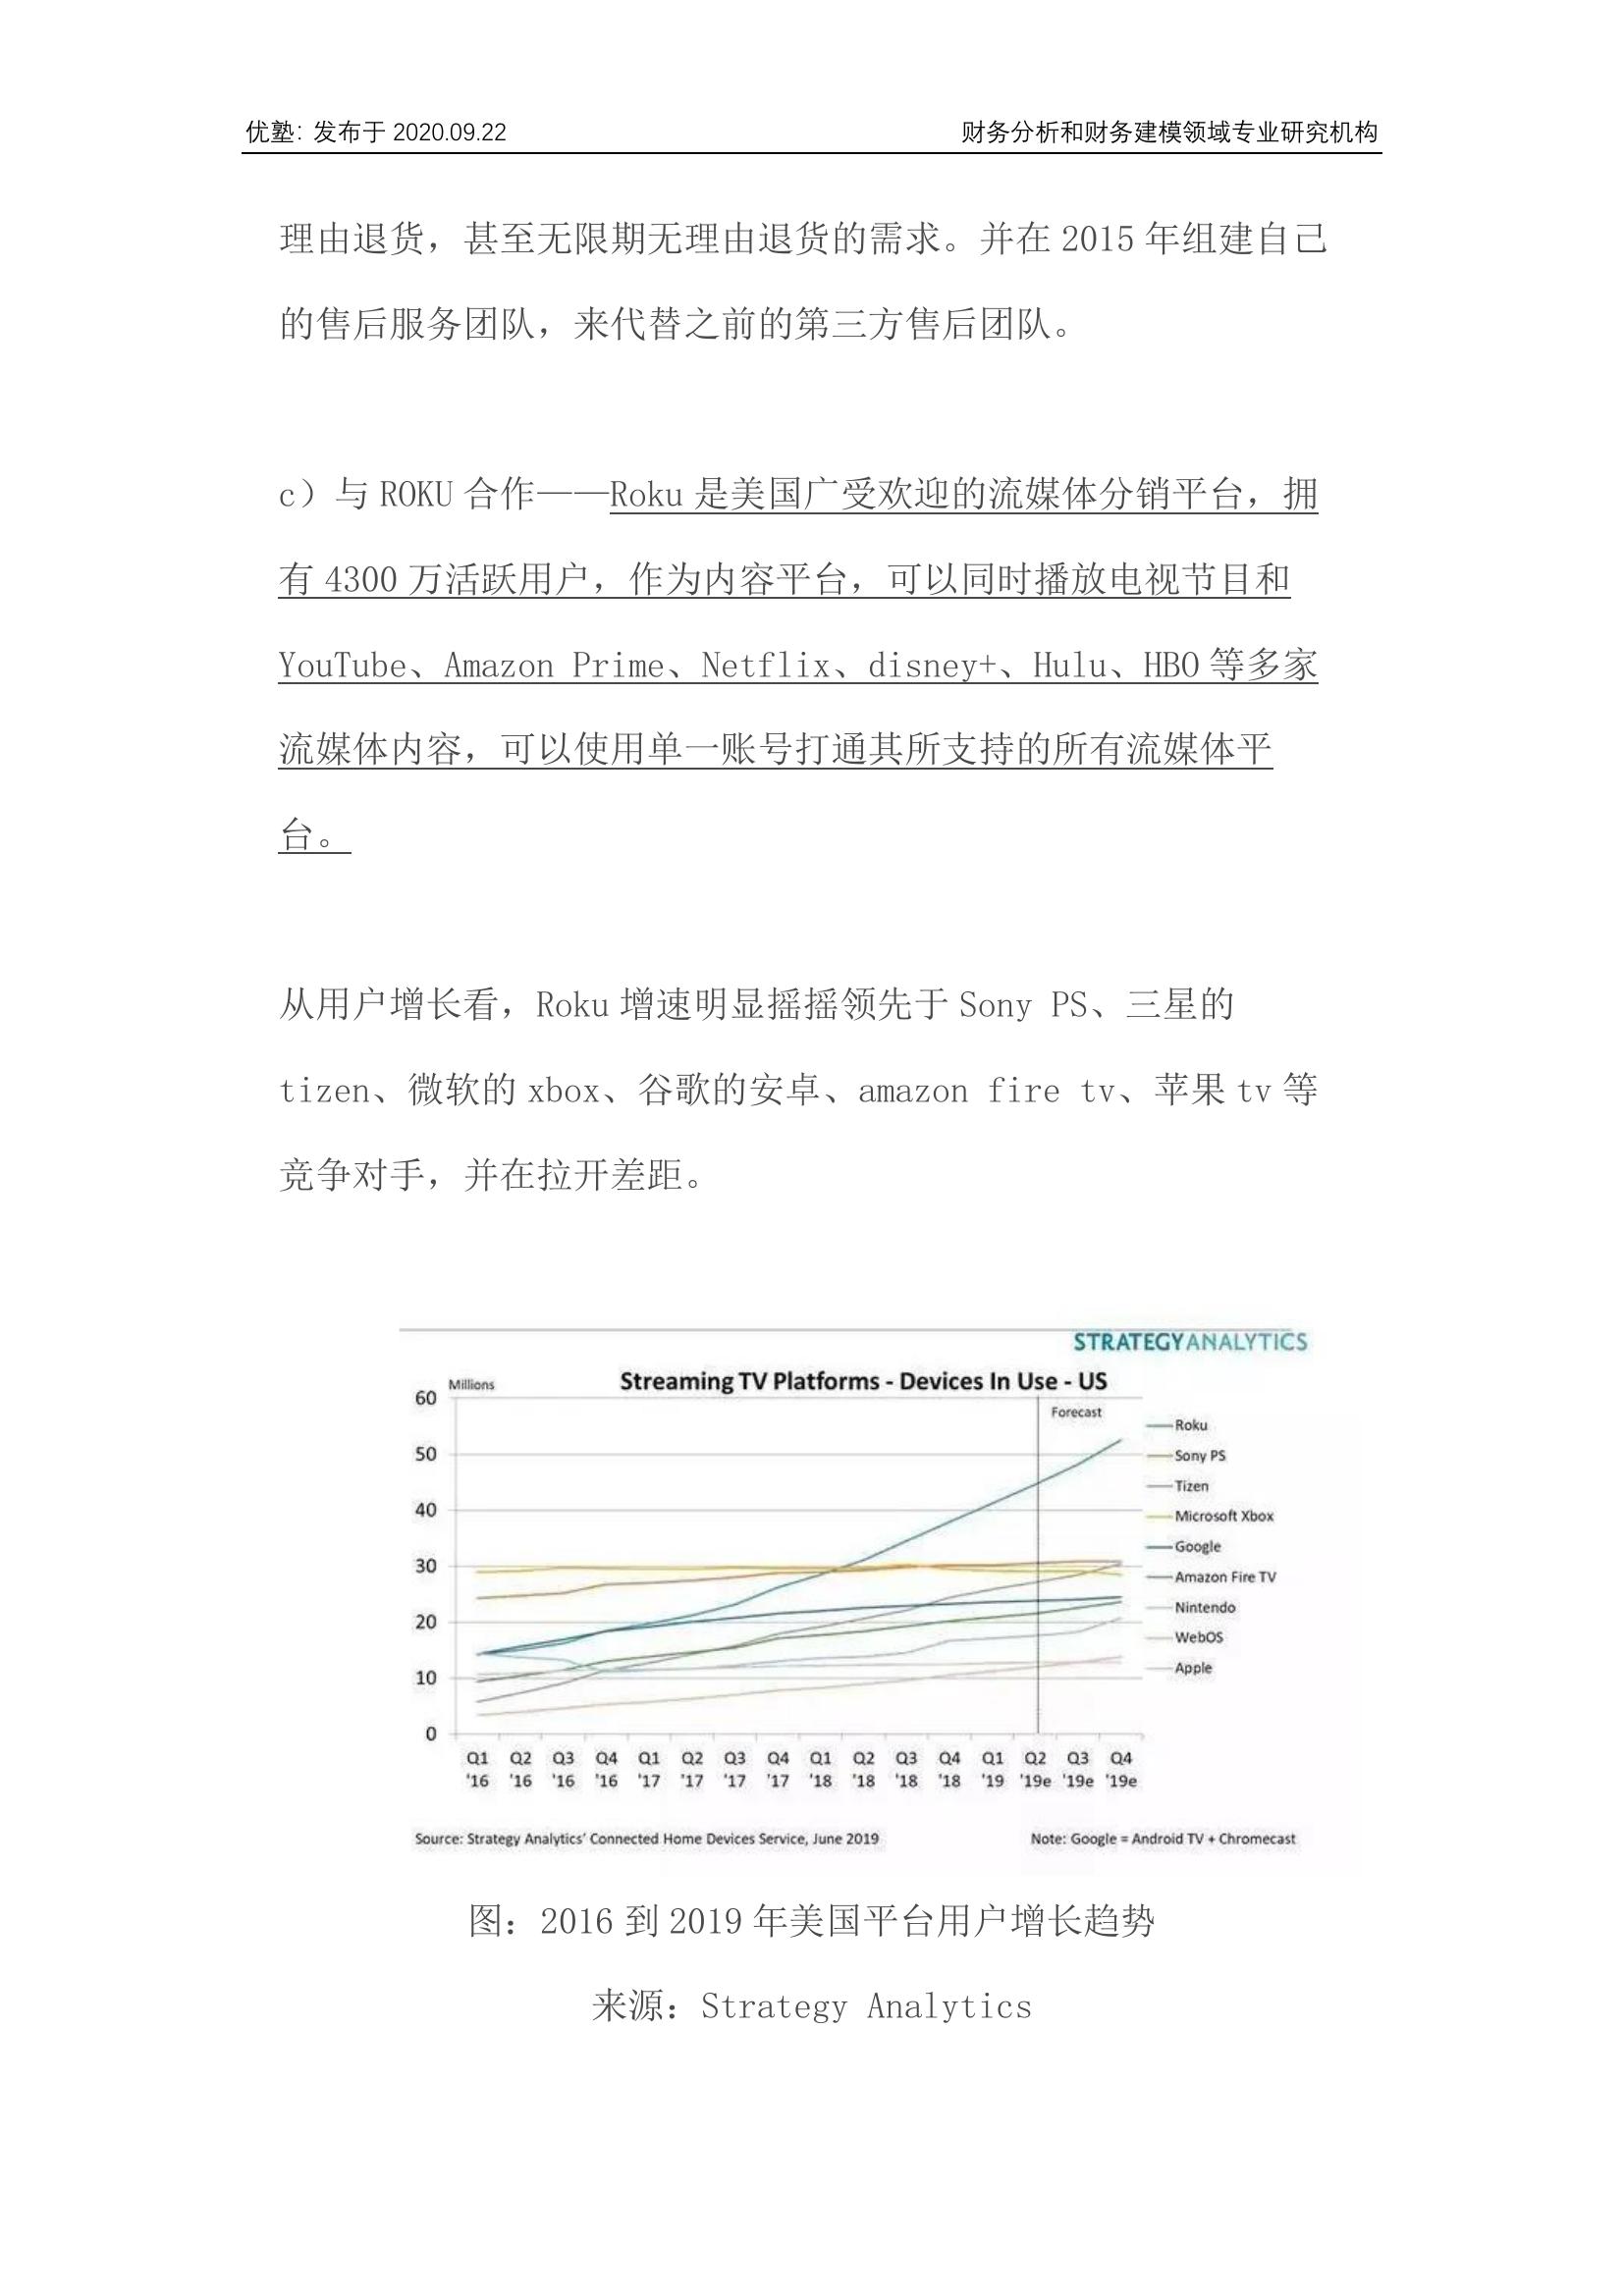 优塾：发布于 2020.09.22 财务分析和财务建模领域专业研究机构
理由退货，甚至无限期无理由退货的需求。并在 2015 年组建自己
的售后服务团队，来代替之前的第三方售后团队。
c）与 ROKU 合作——Roku 是美国广受欢迎的流媒体分销平台，拥
有 4300 万活跃用户，作为内容平台，可以同时播放电视节目和
YouTube、Amazon Prime、Netflix、disney+、Hulu、HBO 等多家
流媒体内容，可以使用单一账号打通其所支持的所有流媒体平
台。
从用户增长看，Roku 增速明显摇摇领先于 Sony PS、三星的
tizen、微软的 xbox、谷歌的安卓、amazon fire tv、苹果 tv 等
竞争对手，并在拉开差距。
STRATEGYANALYTICS
Millions
Streaming TV Platforms - Devices In Use - US
Forecast
60
50
40
30
20
10
0
Roku
Sony PS
Tizen
Microsoft Xbox
Google
Amazon Fire TV
Nintendo
WebOS
Apple
Q1 Q2 Q3 Q4 Q1 Q2 Q3 Q4 Q1 Q2 Q3 Q4 Q1 Q2 Q3 Q4
'16 '16 '16 '16 '17 '17 '17 '17 '18 '18 '18 '18 '19 '19e '19e '19e
Source: Strategy Analytics' Connected Home Devices Service, June 2019
Note: Google = Android TV + Chromecast
图：2016 到 2019 年美国平台用户增长趋势
来源：Strategy Analytics